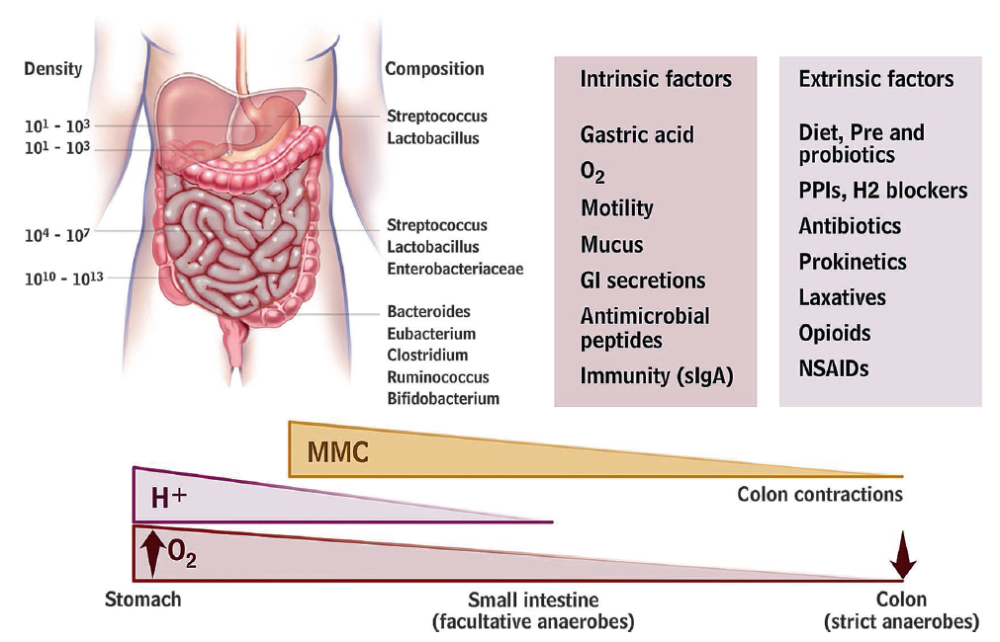 Density
10¹ - 10³
10¹ - 10³
10⁴ - 10⁷
10¹⁰ - 10¹³
Composition
Streptococcus
Lactobacillus
Streptococcus
Lactobacillus
Enterobacteriaceae
Bacteroides
Eubacterium
Clostridium
Ruminococcus
Bifidobacterium
Intrinsic factors
Gastric acid
O₂
Motility
Mucus
GI secretions
Antimicrobial
peptides
Immunity (sIgA)
Extrinsic factors
Diet, Pre and
probiotics
PPIs, H2 blockers
Antibiotics
Prokinetics
Laxatives
Opioids
NSAIDs
MMC
Colon contractions
H+
O₂
Stomach
Small intestine
(facultative anaerobes)
Colon
(strict anaerobes)